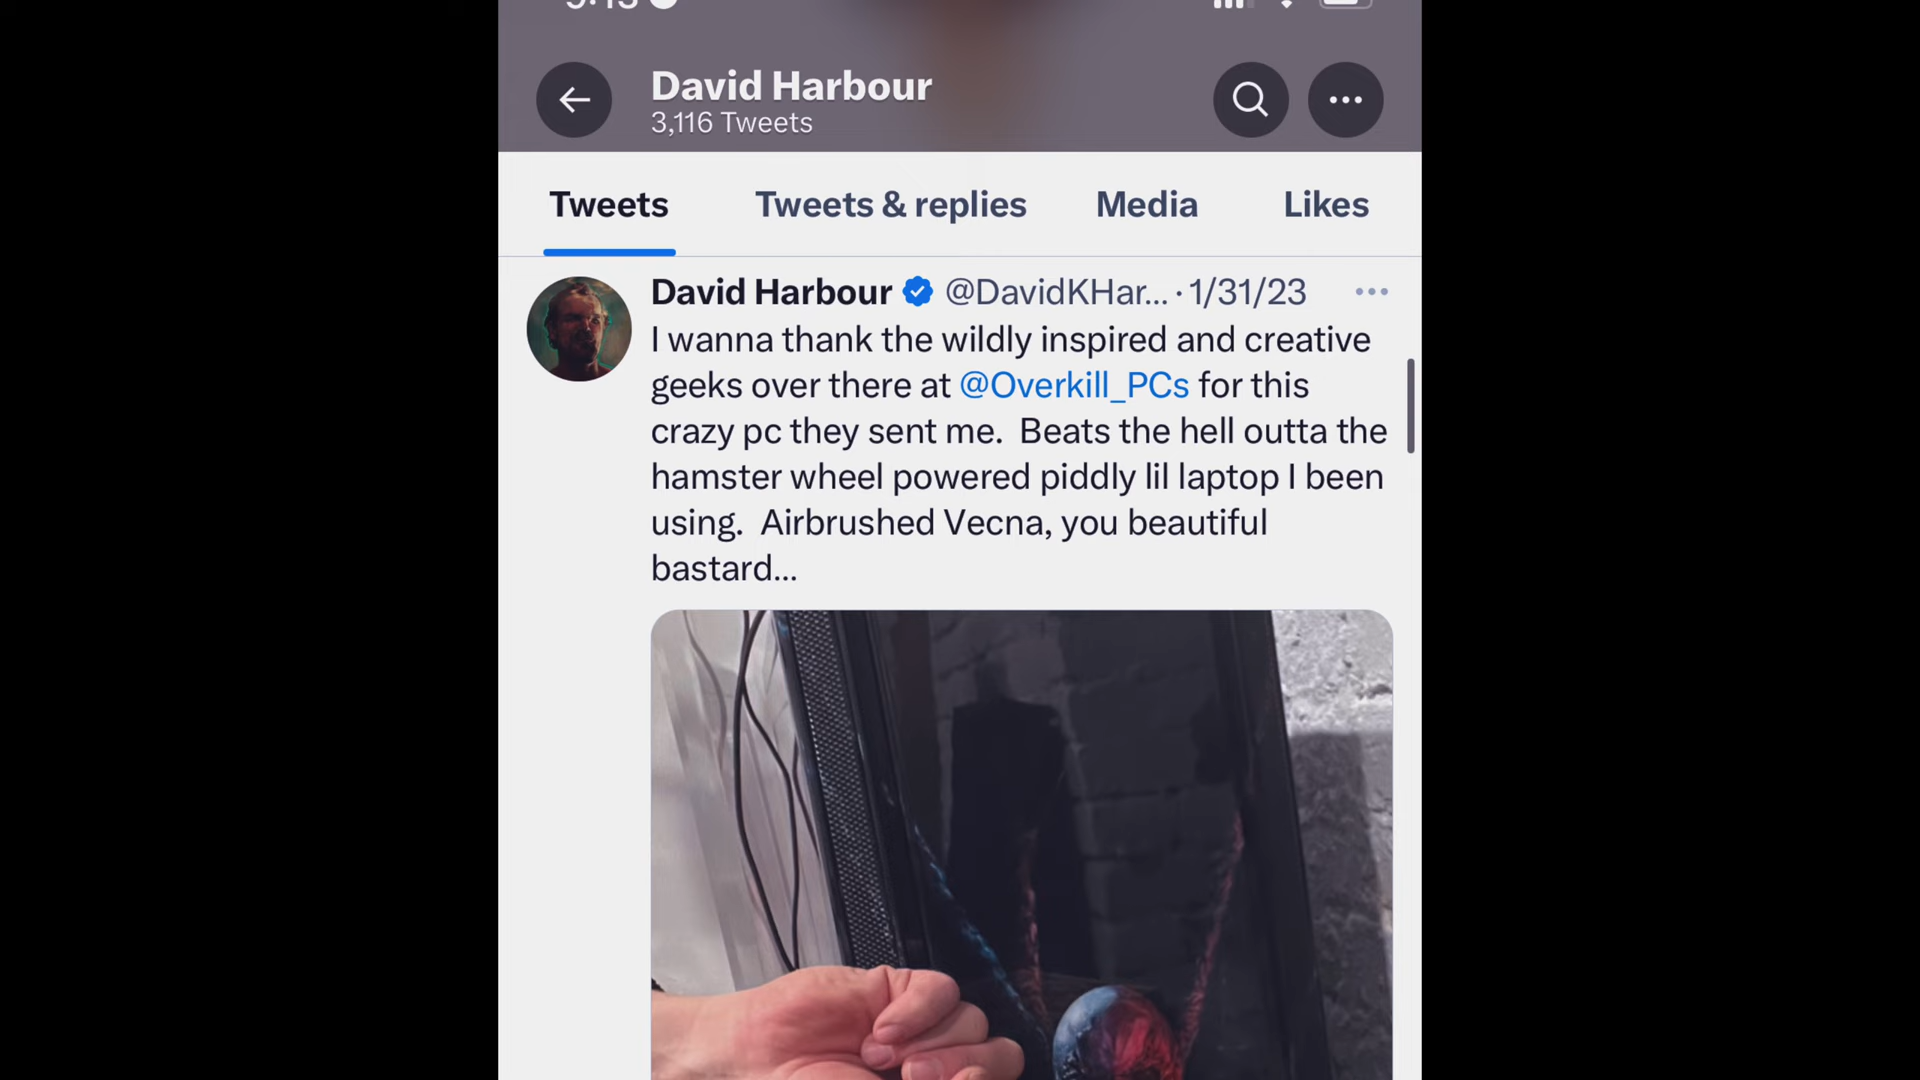 David Harbour
3,116 Tweets
Tweets Tweets & replies Media Likes
David Harbour @DavidKHar... · 1/31/23
I wanna thank the wildly inspired and creative
geeks over there at @Overkill_PCs for this
crazy pc they sent me.  Beats the hell outta the
hamster wheel powered piddly lil laptop I been
using.  Airbrushed Vecna, you beautiful
bastard...